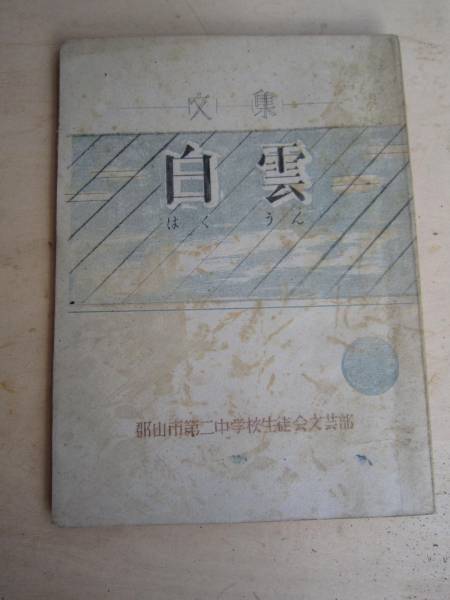 文集
白雲
はくうん
郡山市第二中学校生徒会文芸部